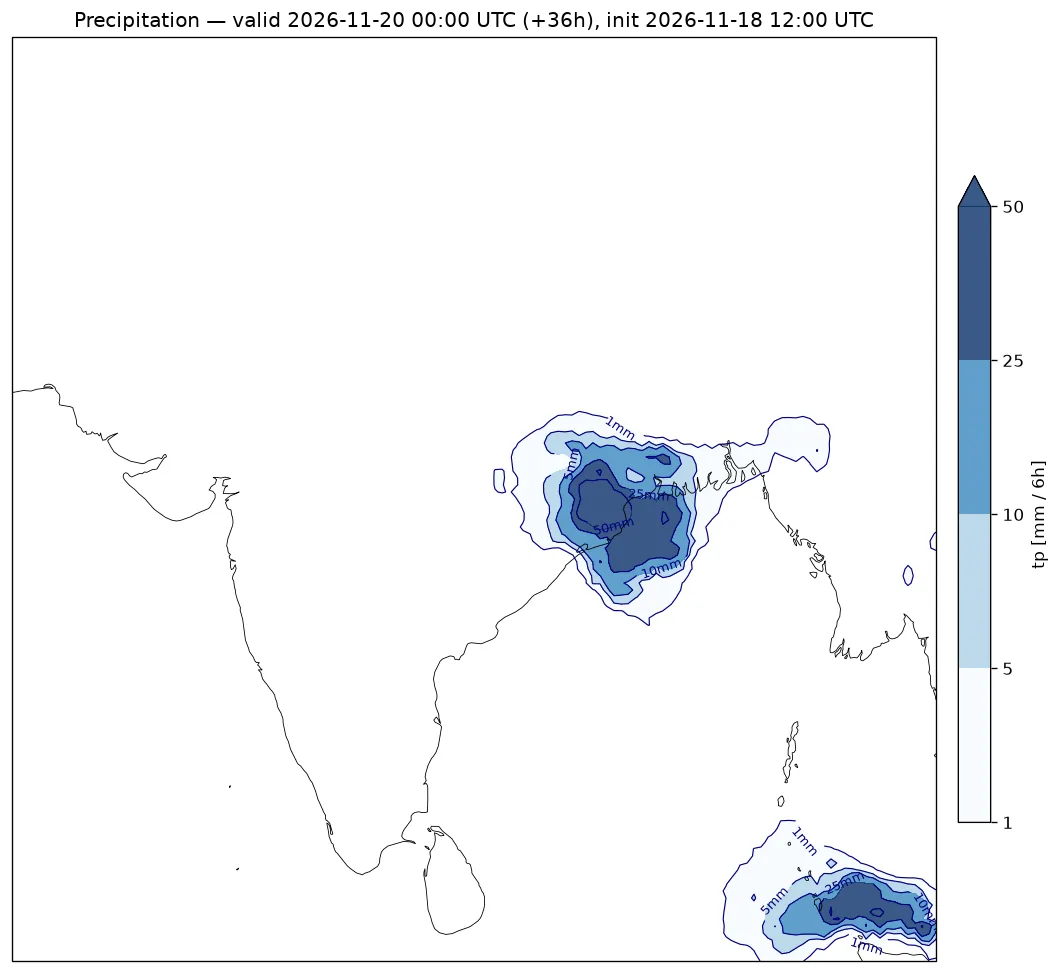 Precipitation — valid 2026-11-20 00:00 UTC (+36h), init 2026-11-18 12:00 UTC
50
25
10
5
1
tp [mm / 6h]
1mm
5mm
25mm
50mm
10mm
1mm
25mm
5mm
10mm
1mm